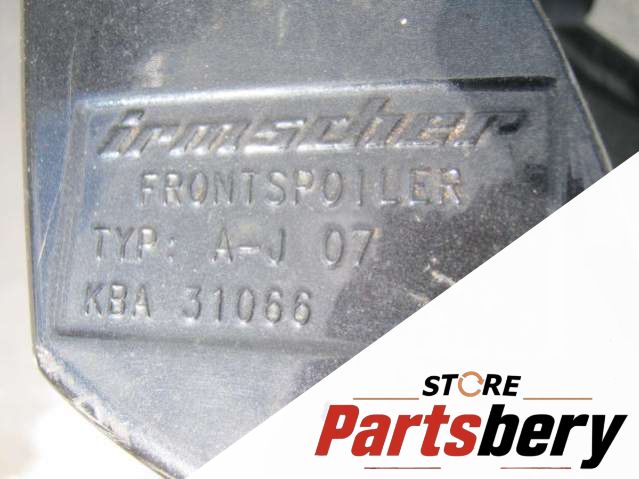 irmscher
FRONTSPOILER
TYP: A-J 07
KBA 31066
STORE
Partsbery